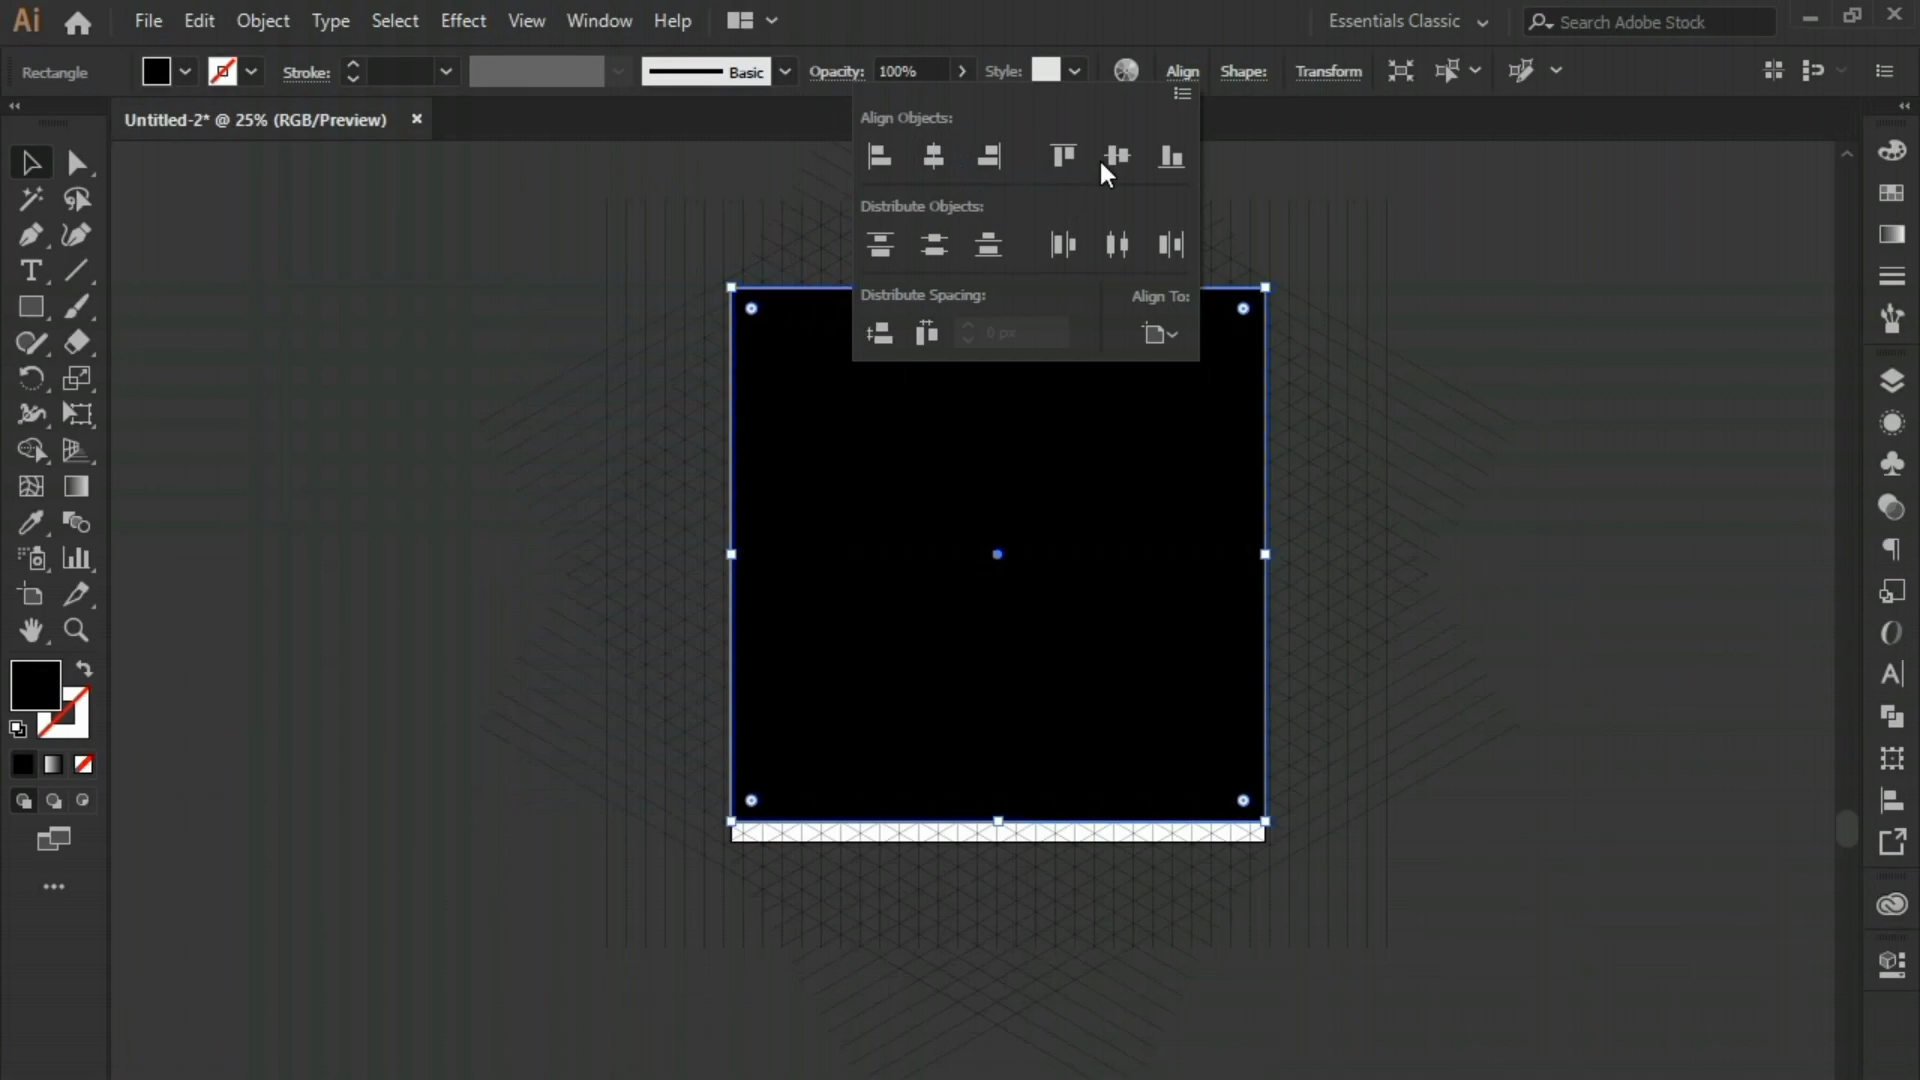 Ai File Edit Object Type Select Effect View Window Help Essentials Classic Search Adobe Stock
Rectangle Stroke: Basic Opacity: 100% Style: Align Shape: Transform
Untitled-2* @ 25% (RGB/Preview) ×
Align Objects:
Distribute Objects:
Distribute Spacing: Align To:
0 px